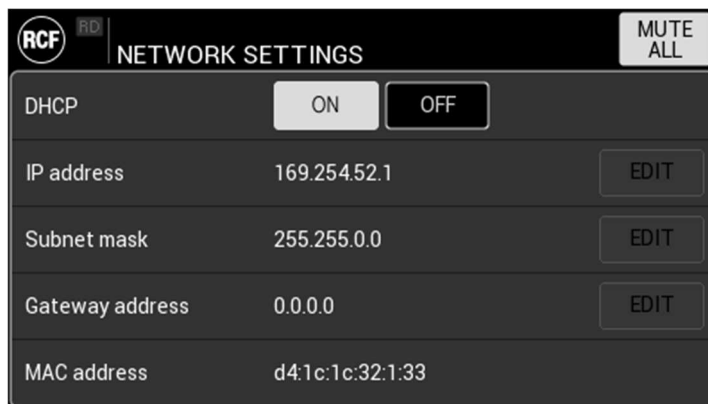 RCF
RD
NETWORK SETTINGS
MUTE
ALL
DHCP
ON
OFF
IP address
169.254.52.1
EDIT
Subnet mask
255.255.0.0
EDIT
Gateway address
0.0.0.0
EDIT
MAC address
d4:1c:1c:32:1:33